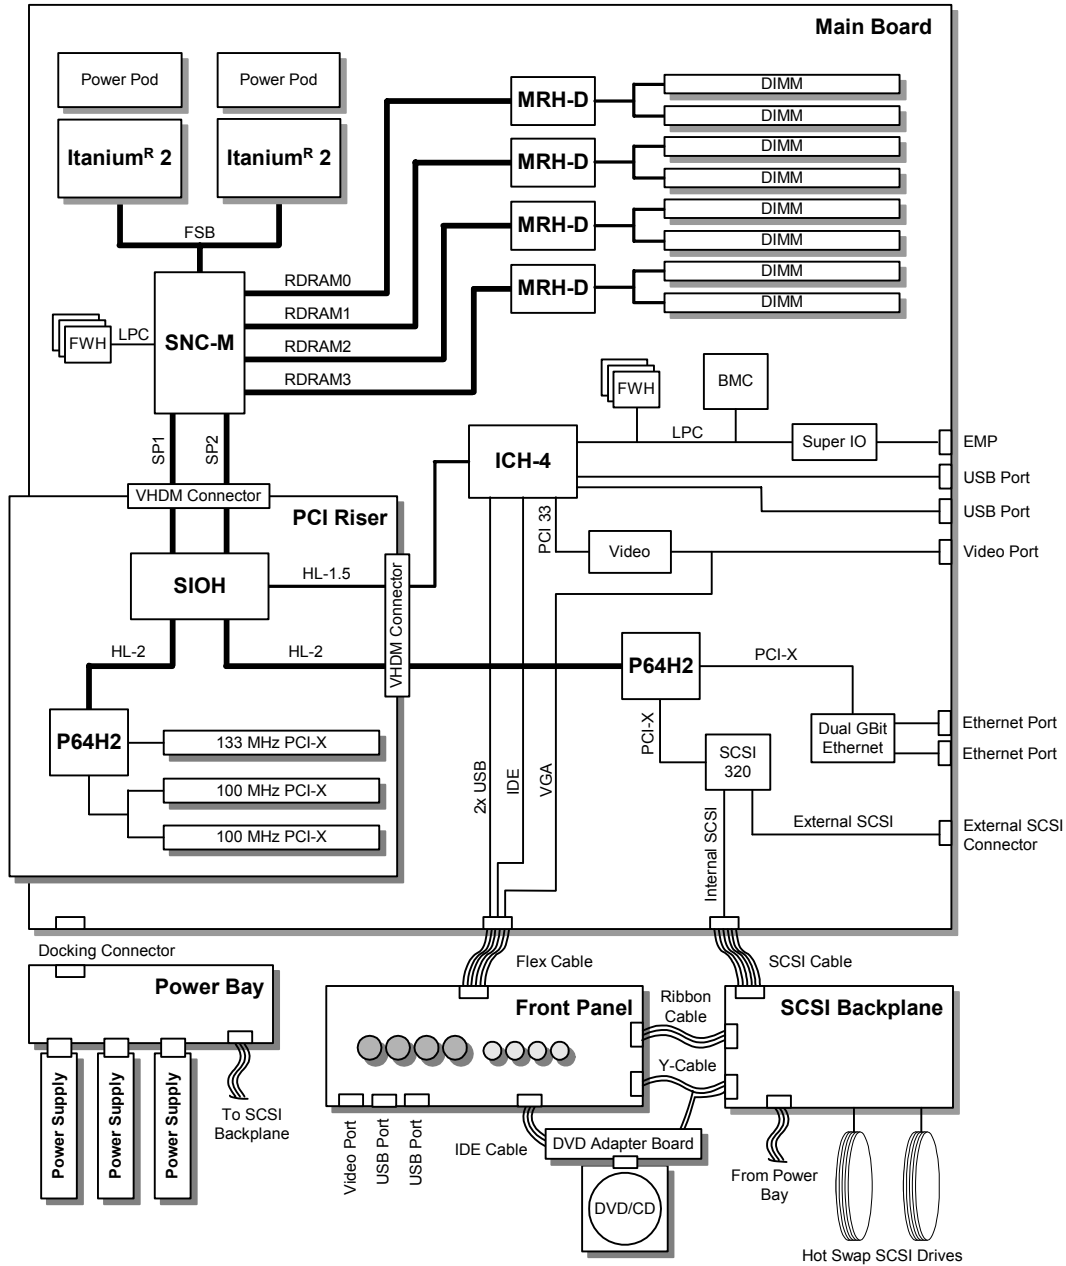 Main Board
Power Pod
Power Pod
Itanium^R 2
Itanium^R 2
MRH-D
MRH-D
MRH-D
MRH-D
DIMM
DIMM
DIMM
DIMM
DIMM
DIMM
DIMM
DIMM
FSB
SNC-M
RDRAM0
RDRAM1
RDRAM2
RDRAM3
FWH
LPC
SP1
SP2
FWH
BMC
LPC
Super IO
ICH-4
EMP
USB Port
USB Port
Video Port
PCI 33
Video
VHDM Connector
PCI Riser
SIOH
HL-1.5
VHDM Connector
HL-2
HL-2
P64H2
133 MHz PCI-X
100 MHz PCI-X
100 MHz PCI-X
P64H2
PCI-X
PCI-X
Dual GBit
Ethernet
Ethernet Port
Ethernet Port
SCSI
320
2x USB
IDE
VGA
Internal SCSI
External SCSI
External SCSI
Connector
Docking Connector
Power Bay
Power Supply
Power Supply
Power Supply
To SCSI
Backplane
Flex Cable
SCSI Cable
Front Panel
Ribbon
Cable
Y-Cable
SCSI Backplane
Video Port
USB Port
USB Port
IDE Cable
DVD Adapter Board
DVD/CD
From Power
Bay
Hot Swap SCSI Drives